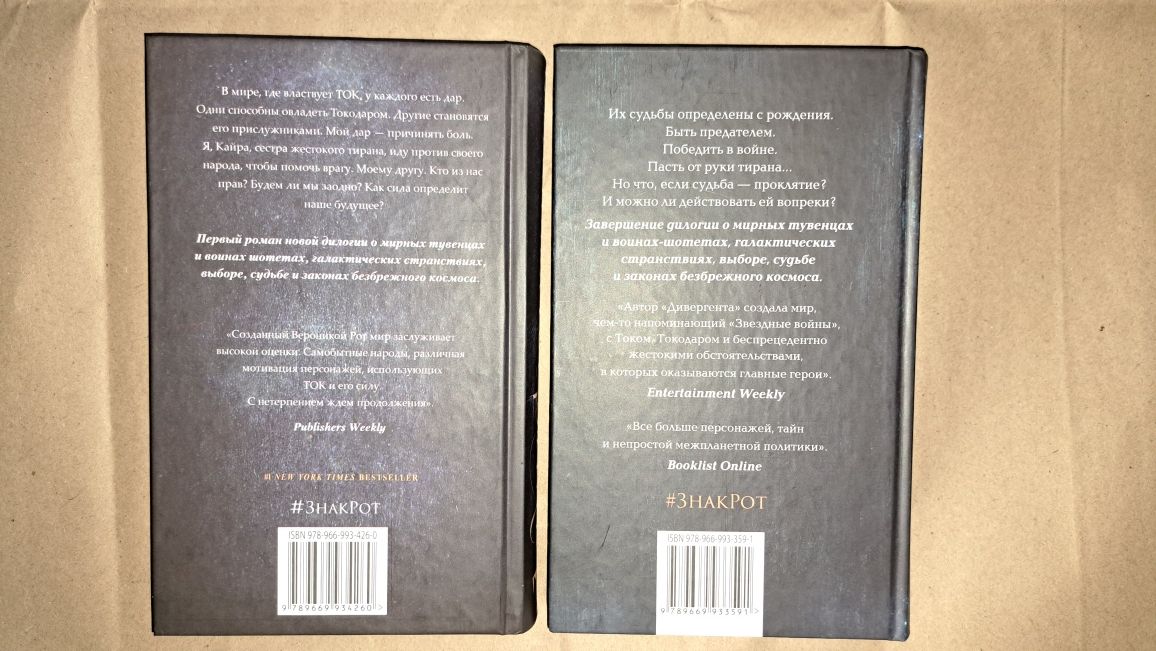 В мире, где властвует ТОК, у каждого есть дар.
Одни способны овладеть Токодаром. Другие становятся
его прислужниками. Мой дар — причинять боль.
Я, Кайра, сестра жестокого тирана, иду против своего
народа, чтобы помочь врагу. Моему другу. Кто из нас
прав? Будем ли мы заодно? Как сила определит
наше будущее?
Первый роман новой дилогии о мирных тувенцах
и воинах шотетах, галактических странствиях,
выборе, судьбе и законах безбрежного космоса.
«Созданный Вероникой Рот мир заслуживает
высокой оценки. Самобытные народы, различная
мотивация персонажей, использующих
ТОК и его силу.
С нетерпением ждем продолжения».
Publishers Weekly
#1 NEW YORK TIMES BESTSELLER
#ЗнакРот
ISBN 978-966-993-426-0
9 789669 934260 >
Их судьбы определены с рождения.
Быть предателем.
Победить в войне.
Пасть от руки тирана...
Но что, если судьба — проклятие?
И можно ли действовать ей вопреки?
Завершение дилогии о мирных тувенцах
и воинах-шотетах, галактических
странствиях, выборе, судьбе
и законах безбрежного космоса.
«Автор «Дивергента» создала мир,
чем-то напоминающий «Звездные войны»,
с Током, Токодаром и беспрецедентно
жестокими обстоятельствами,
в которых оказываются главные герои».
Entertainment Weekly
«Все больше персонажей, тайн
и непростой межпланетной политики».
Booklist Online
#ЗнакРот
ISBN 978-966-993-359-1
9 789669 933591 >